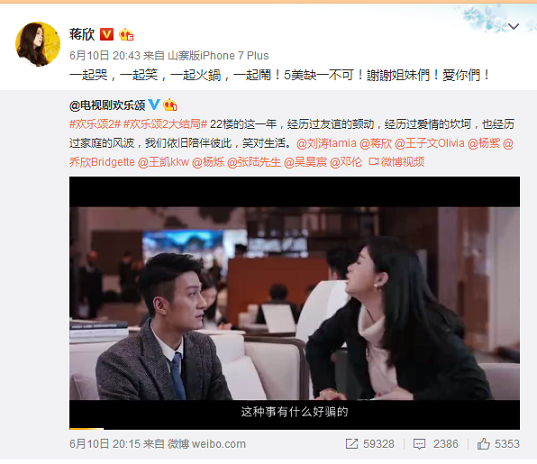 蒋欣
6月10日 20:43 来自 山寨版iPhone 7 Plus
一起哭，一起笑，一起火鍋，一起鬧！5美缺一不可！謝謝姐妹們！愛你們！
@电视剧欢乐颂
#欢乐颂2# #欢乐颂2大结局# 22楼的这一年，经历过友谊的颤动，经历过爱情的坎坷，也经历
过家庭的风波，我们依旧陪伴彼此，笑对生活。@刘涛tamia @蒋欣 @王子文Olivia @杨紫 @
乔欣Bridgette @王凯kkw @杨烁 @张陆先生 @吴昊宸 @邓伦 微博视频
这种事有什么好骗的
6月10日 20:15 来自 微博 weibo.com 59328 2386 5353